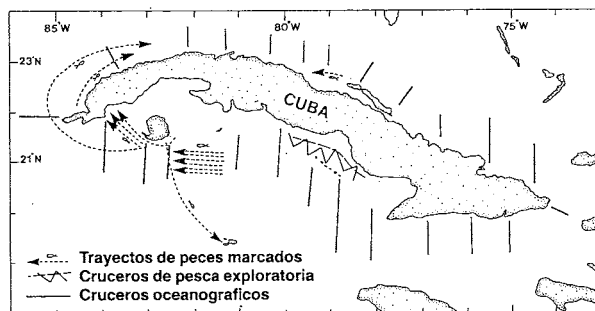 85°W 80°W 75°W
23°N
CUBA
21°N
Trayectos de peces marcados
Cruceros de pesca exploratoria
Cruceros oceanograficos